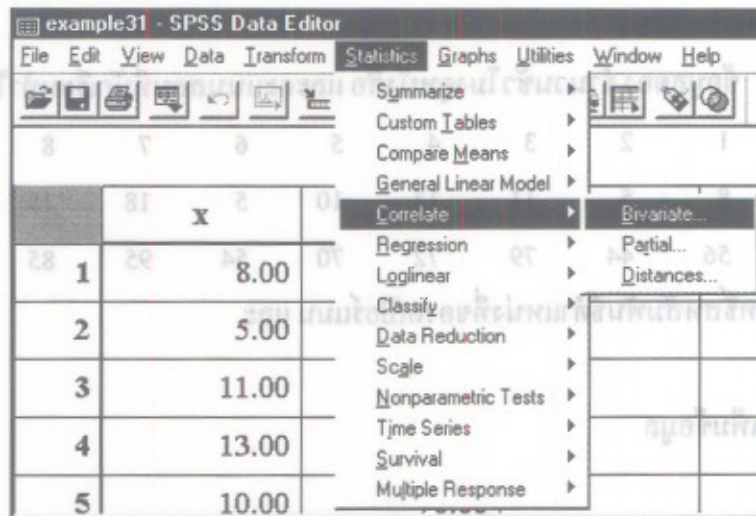 example31 - SPSS Data Editor
File Edit View Data Transform Statistics Graphs Utilities Window Help
Summarize
Custom Tables
Compare Means
General Linear Model
Correlate
Bivariate...
Regression
Partial...
Loglinear
Distances...
Classify
Data Reduction
Scale
Nonparametric Tests
Time Series
Survival
Multiple Response
x
1 8.00
2 5.00
3 11.00
4 13.00
5 10.00